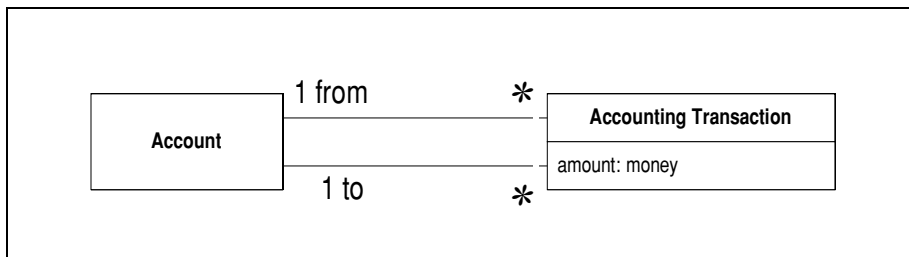 1 from *
Accounting Transaction
Account
amount: money
1 to *